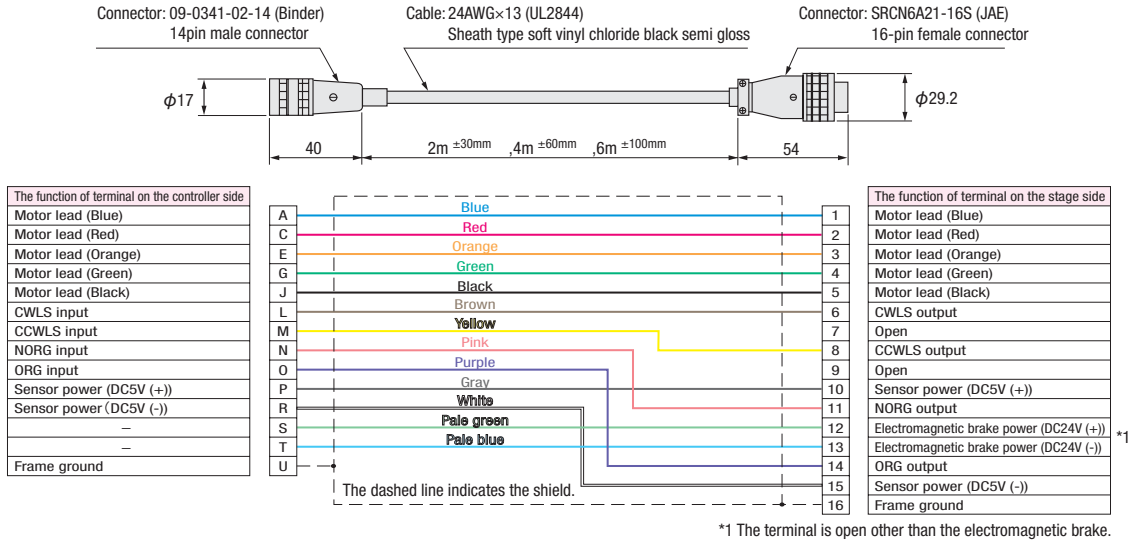 Connector: 09-0341-02-14 (Binder)
14pin male connector
Cable: 24AWG×13 (UL2844)
Sheath type soft vinyl chloride black semi gloss
Connector: SRCN6A21-16S (JAE)
16-pin female connector
φ17
φ29.2
40
2m ±30mm ,4m ±60mm ,6m ±100mm
54
The function of terminal on the controller side
Motor lead (Blue)
Motor lead (Red)
Motor lead (Orange)
Motor lead (Green)
Motor lead (Black)
CWLS input
CCWLS input
NORG input
ORG input
Sensor power (DC5V (+))
Sensor power (DC5V (-))
–
–
Frame ground
A
C
E
G
J
L
M
N
O
P
R
S
T
U
Blue
Red
Orange
Green
Black
Brown
Yellow
Pink
Purple
Gray
White
Pale green
Pale blue
The dashed line indicates the shield.
1
2
3
4
5
6
7
8
9
10
11
12
13
14
15
16
The function of terminal on the stage side
Motor lead (Blue)
Motor lead (Red)
Motor lead (Orange)
Motor lead (Green)
Motor lead (Black)
CWLS output
Open
CCWLS output
Open
Sensor power (DC5V (+))
NORG output
Electromagnetic brake power (DC24V (+))
Electromagnetic brake power (DC24V (-))
*1
ORG output
Sensor power (DC5V (-))
Frame ground
*1 The terminal is open other than the electromagnetic brake.